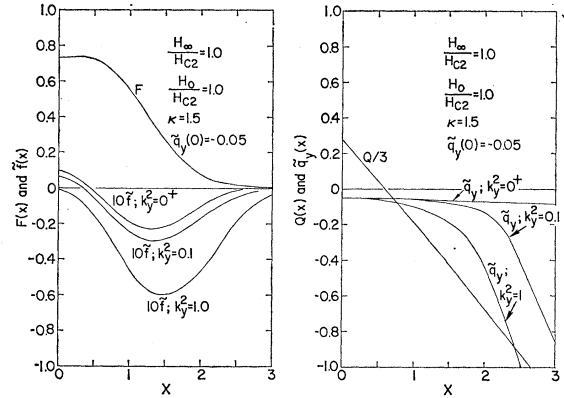 F(x) and f̃(x)
1.0
0.8
0.6
0.4
0.2
0
-0.2
-0.4
-0.6
-0.8
-1.0
0
1
2
3
X
H∞/HC2 = 1.0
H0/HC2 = 1.0
κ = 1.5
q̃y(0) = -0.05
F
10f̃; ky² = 0⁺
10f̃; ky² = 0.1
10f̃; ky² = 1.0
Q(x) and q̃y(x)
1.0
0.8
0.6
0.4
0.2
0
-0.2
-0.4
-0.6
-0.8
-1.0
0
1
2
3
X
H∞/HC2 = 1.0
H0/HC2 = 1.0
κ = 1.5
q̃y(0) = -0.05
Q/3
q̃y; ky² = 0⁺
q̃y; ky² = 0.1
q̃y;
ky² = 1